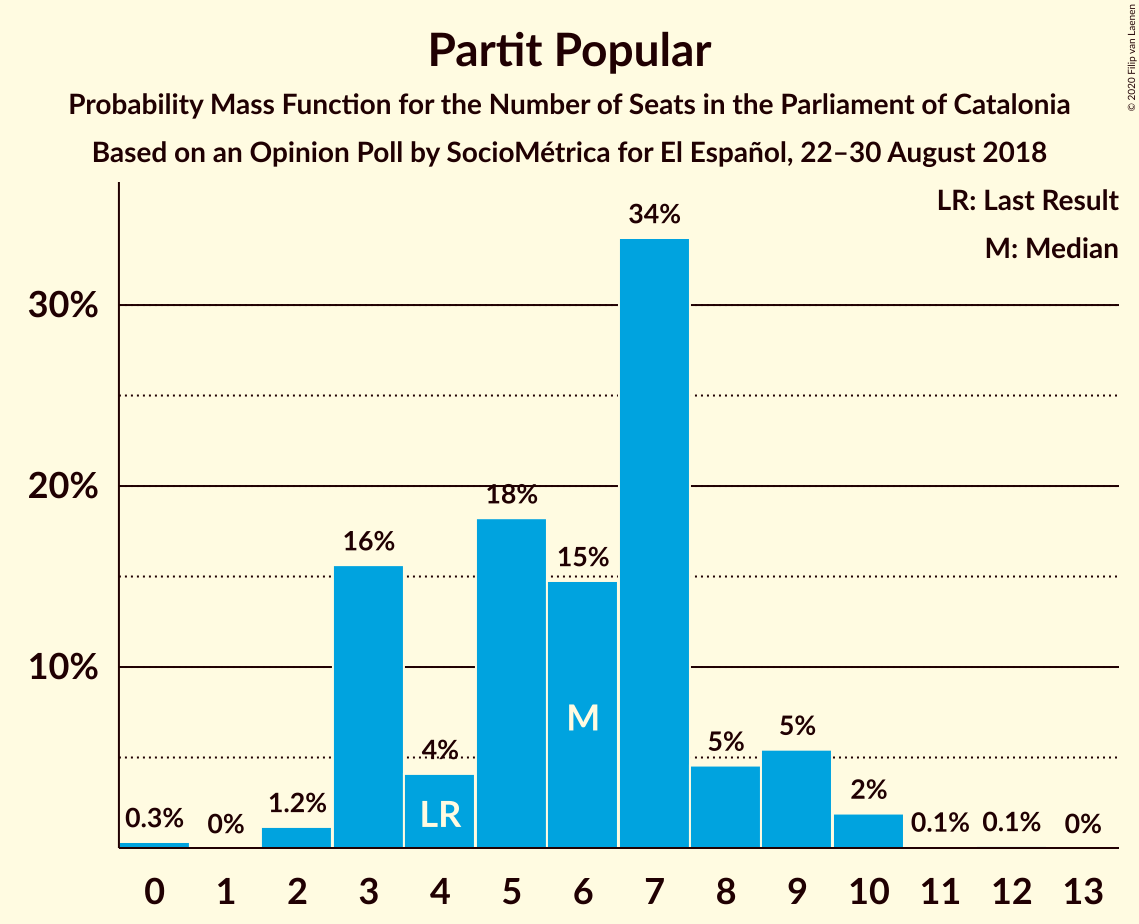 Partit Popular
Probability Mass Function for the Number of Seats in the Parliament of Catalonia
Based on an Opinion Poll by SocioMétrica for El Español, 22–30 August 2018
© 2020 Filip van Laenen
LR: Last Result
M: Median
34%
30%
20%
18%
16%
15%
10%
M
5%
5%
4%
LR
2%
1.2%
0.3%
0%
0.1%
0.1%
0%
0 1 2 3 4 5 6 7 8 9 10 11 12 13